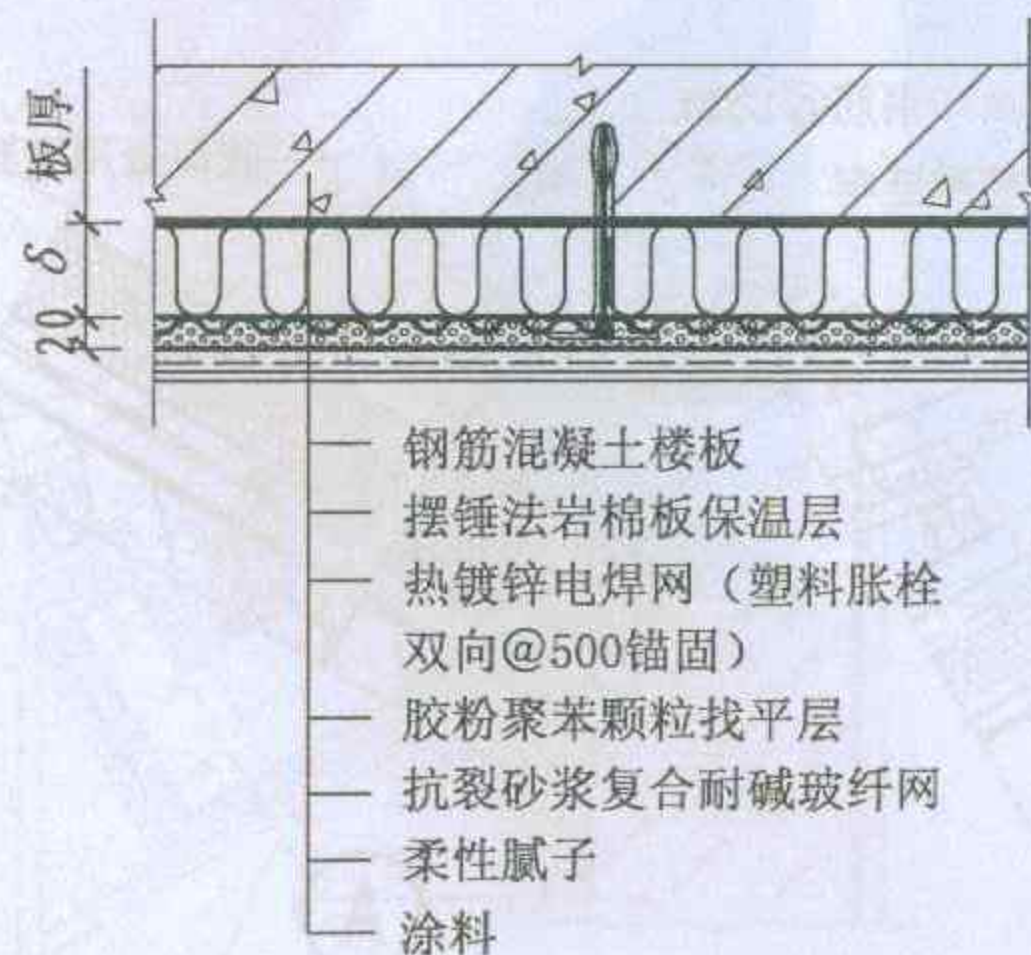 板厚
δ
20
钢筋混凝土楼板
摆锤法岩棉板保温层
热镀锌电焊网（塑料胀栓
双向@500锚固）
胶粉聚苯颗粒找平层
抗裂砂浆复合耐碱玻纤网
柔性腻子
涂料